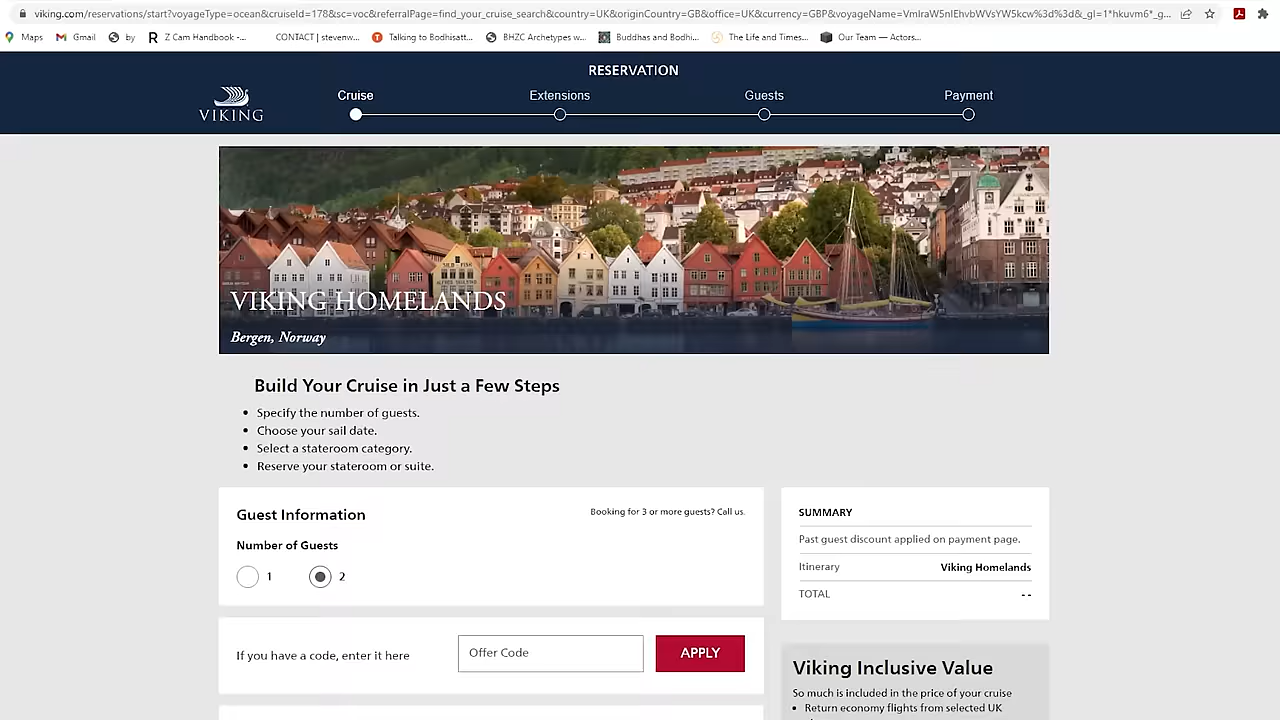 viking.com/reservations/start?voyageType=ocean&cruiseId=178&sc=voc&referralPage=find_your_cruise_search&country=UK&originCountry=GB&office=UK&currency=GBP&voyageName=VmlraW5nIEhvbWVsYW5kcw%3d%3d&_gl=1*hkuvm6*_g...
Maps Gmail by Z Cam Handbook -... CONTACT | stevenw... Talking to Bodhisatt... BHZC Archetypes w... Buddhas and Bodhi... The Life and Times... Our Team — Actors...
RESERVATION
VIKING
Cruise Extensions Guests Payment
VIKING HOMELANDS
Bergen, Norway
Build Your Cruise in Just a Few Steps
• Specify the number of guests.
• Choose your sail date.
• Select a stateroom category.
• Reserve your stateroom or suite.
Guest Information
Booking for 3 or more guests? Call us.
Number of Guests
1 2
If you have a code, enter it here
Offer Code
APPLY
SUMMARY
Past guest discount applied on payment page.
Itinerary Viking Homelands
TOTAL - -
Viking Inclusive Value
So much is included in the price of your cruise
• Return economy flights from selected UK